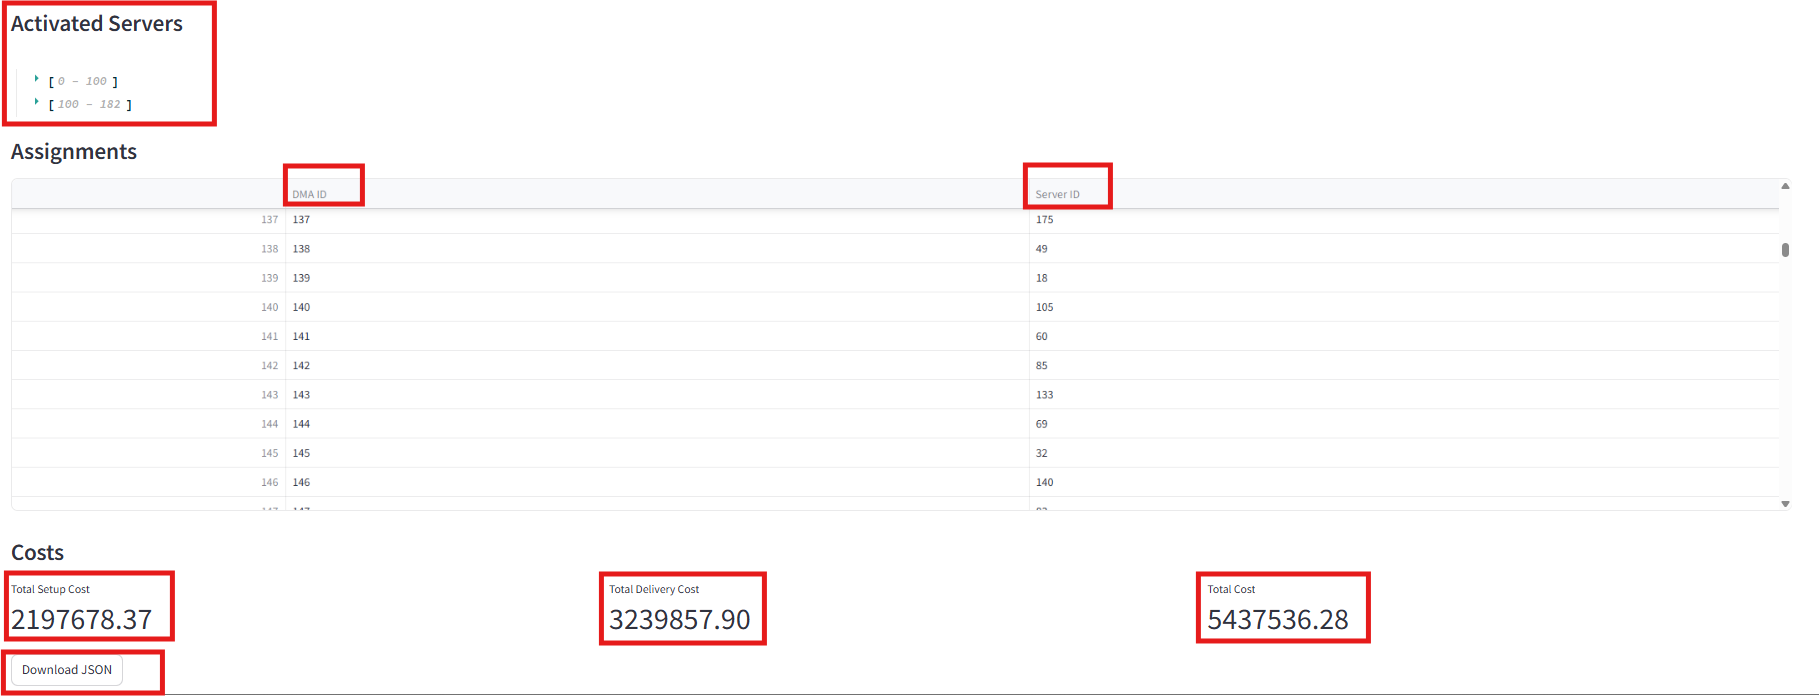 Activated Servers
[ 0 - 100 ]
[ 100 - 182 ]
Assignments
DMA ID Server ID
137 137 175
138 138 49
139 139 18
140 140 105
141 141 60
142 142 85
143 143 133
144 144 69
145 145 32
146 146 140
Costs
Total Setup Cost Total Delivery Cost Total Cost
2197678.37 3239857.90 5437536.28
Download JSON